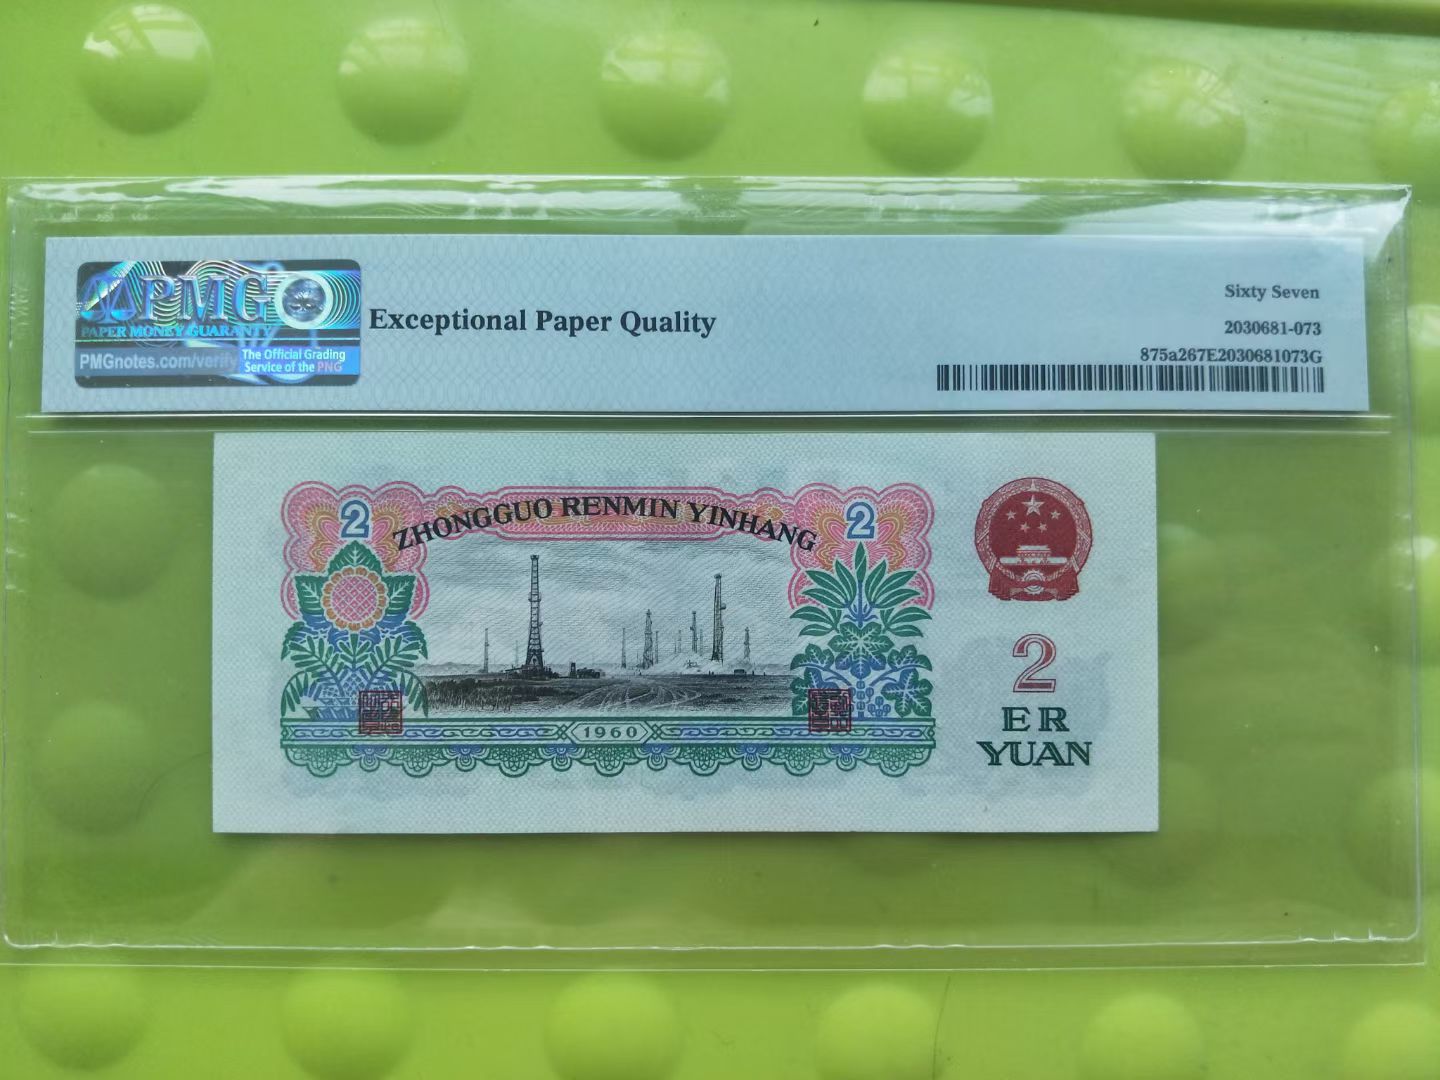 PMG
PAPER MONEY GUARANTY
PMGnotes.com/verify
The Official Grading
Service of the PNG
Exceptional Paper Quality
Sixty Seven
2030681-073
875a267E2030681073G
2
ZHONGGUO RENMIN YINHANG
2
1960
2
ER
YUAN